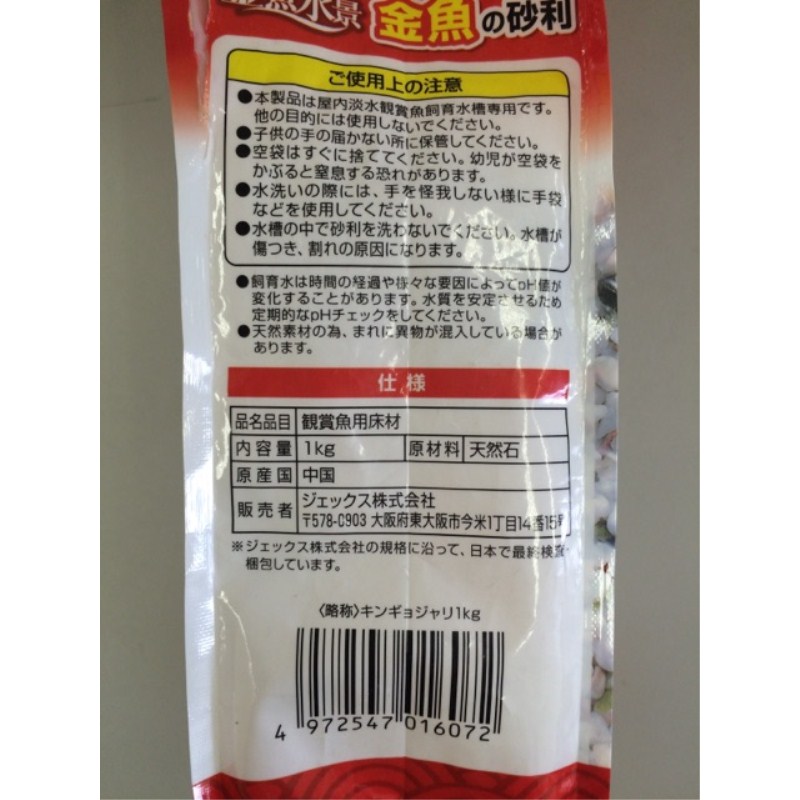 金魚水景 金魚の砂利
ご使用上の注意
●本製品は屋内淡水観賞魚飼育水槽専用です。
他の目的には使用しないでください。
●子供の手の届かない所に保管してください。
●空袋はすぐに捨ててください。幼児が空袋を
かぶると窒息する恐れがあります。
●水洗いの際には、手を怪我しない様に手袋
などを使用してください。
●水槽の中で砂利を洗わないでください。水槽が
傷つき、割れの原因になります。
●飼育水は時間の経過や様々な要因によってpH値が
変化することがあります。水質を安定させるため
定期的なpHチェックをしてください。
●天然素材の為、まれに異物が混入している場合が
あります。
仕様
品名品目 観賞魚用床材
内容量 1kg 原材料 天然石
原産国 中国
販売者 ジェックス株式会社
〒578-0903 大阪府東大阪市今米1丁目14番15号
※ジェックス株式会社の規格に沿って、日本で最終検査・
梱包しています。
〈略称〉キンギョジャリ1kg
4 972547 016072